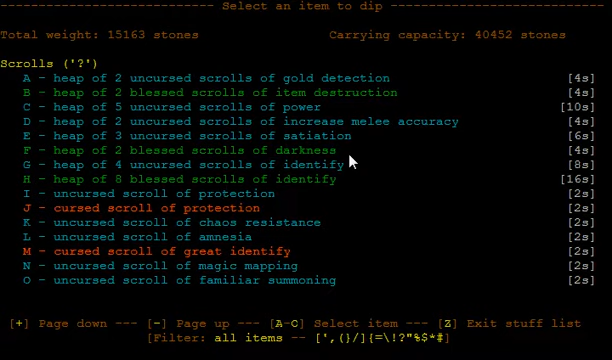 ------------------------- Select an item to dip -------------------------
Total weight: 15163 stones Carrying capacity: 40452 stones
Scrolls ('?')
A - heap of 2 uncursed scrolls of gold detection [4s]
B - heap of 2 blessed scrolls of item destruction [4s]
C - heap of 5 uncursed scrolls of power [10s]
D - heap of 2 uncursed scrolls of increase melee accuracy [4s]
E - heap of 3 uncursed scrolls of satiation [6s]
F - heap of 2 blessed scrolls of darkness [4s]
G - heap of 4 uncursed scrolls of identify [8s]
H - heap of 8 blessed scrolls of identify [16s]
I - uncursed scroll of protection [2s]
J - cursed scroll of protection [2s]
K - uncursed scroll of chaos resistance [2s]
L - uncursed scroll of amnesia [2s]
M - cursed scroll of great identify [2s]
N - uncursed scroll of magic mapping [2s]
O - uncursed scroll of familiar summoning [2s]
[+] Page down --- [-] Page up --- [A-O] Select item --- [Z] Exit stuff list
[Filter: all items -- [',(}/]{=\!?"%$*#]